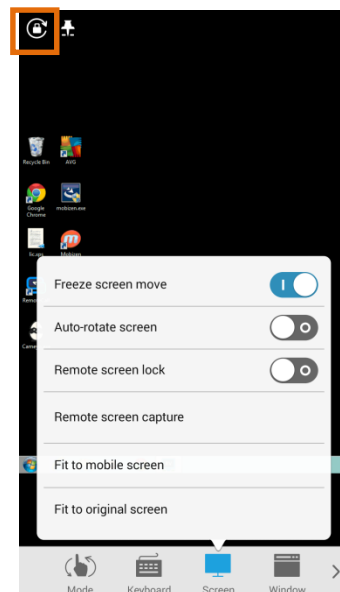 Recycle Bin
AVG
Google
Chrome
mobizen.exe
Mobizen
Freeze screen move
Auto-rotate screen
Remote screen lock
Remote screen capture
Fit to mobile screen
Fit to original screen
Mode
Keyboard
Screen
Window